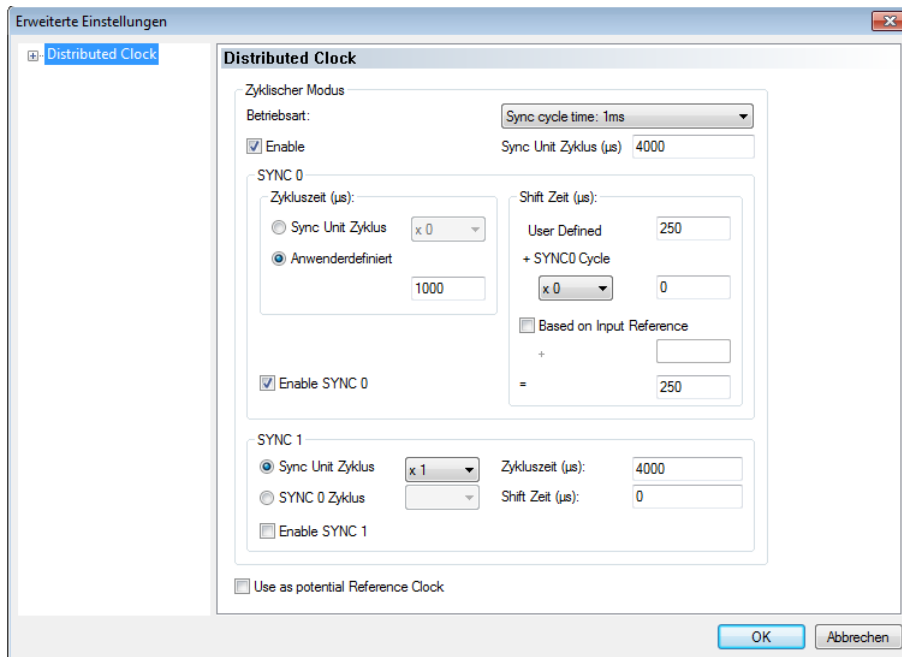 Erweiterte Einstellungen
Distributed Clock
Distributed Clock
Zyklischer Modus
Betriebsart:
Sync cycle time: 1ms
Enable
Sync Unit Zyklus (µs)
4000
SYNC 0
Zykluszeit (µs):
Sync Unit Zyklus
x 0
Anwenderdefiniert
1000
Enable SYNC 0
Shift Zeit (µs):
User Defined
250
+ SYNC0 Cycle
x 0
0
Based on Input Reference
+
=
250
SYNC 1
Sync Unit Zyklus
x 1
Zykluszeit (µs):
4000
SYNC 0 Zyklus
Shift Zeit (µs):
0
Enable SYNC 1
Use as potential Reference Clock
OK
Abbrechen